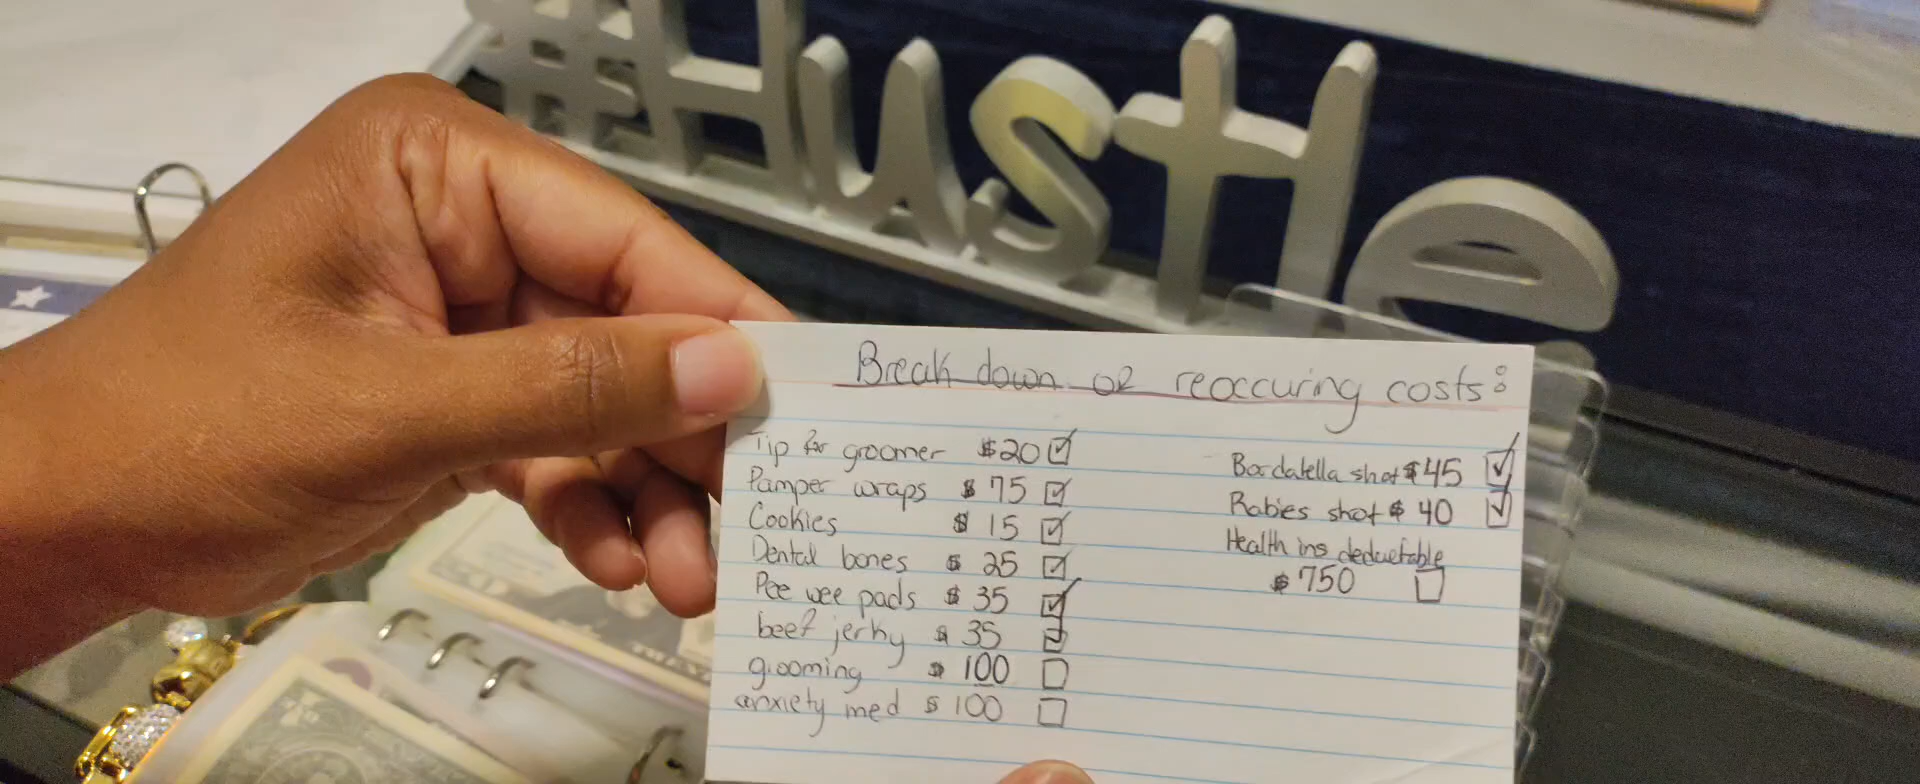 #Hustle
Break down of reoccuring costs:
Tip for groomer $20
Pamper wraps $75
Cookies $15
Dental bones $25
Pee wee pads $35
beef jerky $35
grooming $100
anxiety med $100
Bordatella shot $45
Rabies shot $40
Health ins deductable
$750